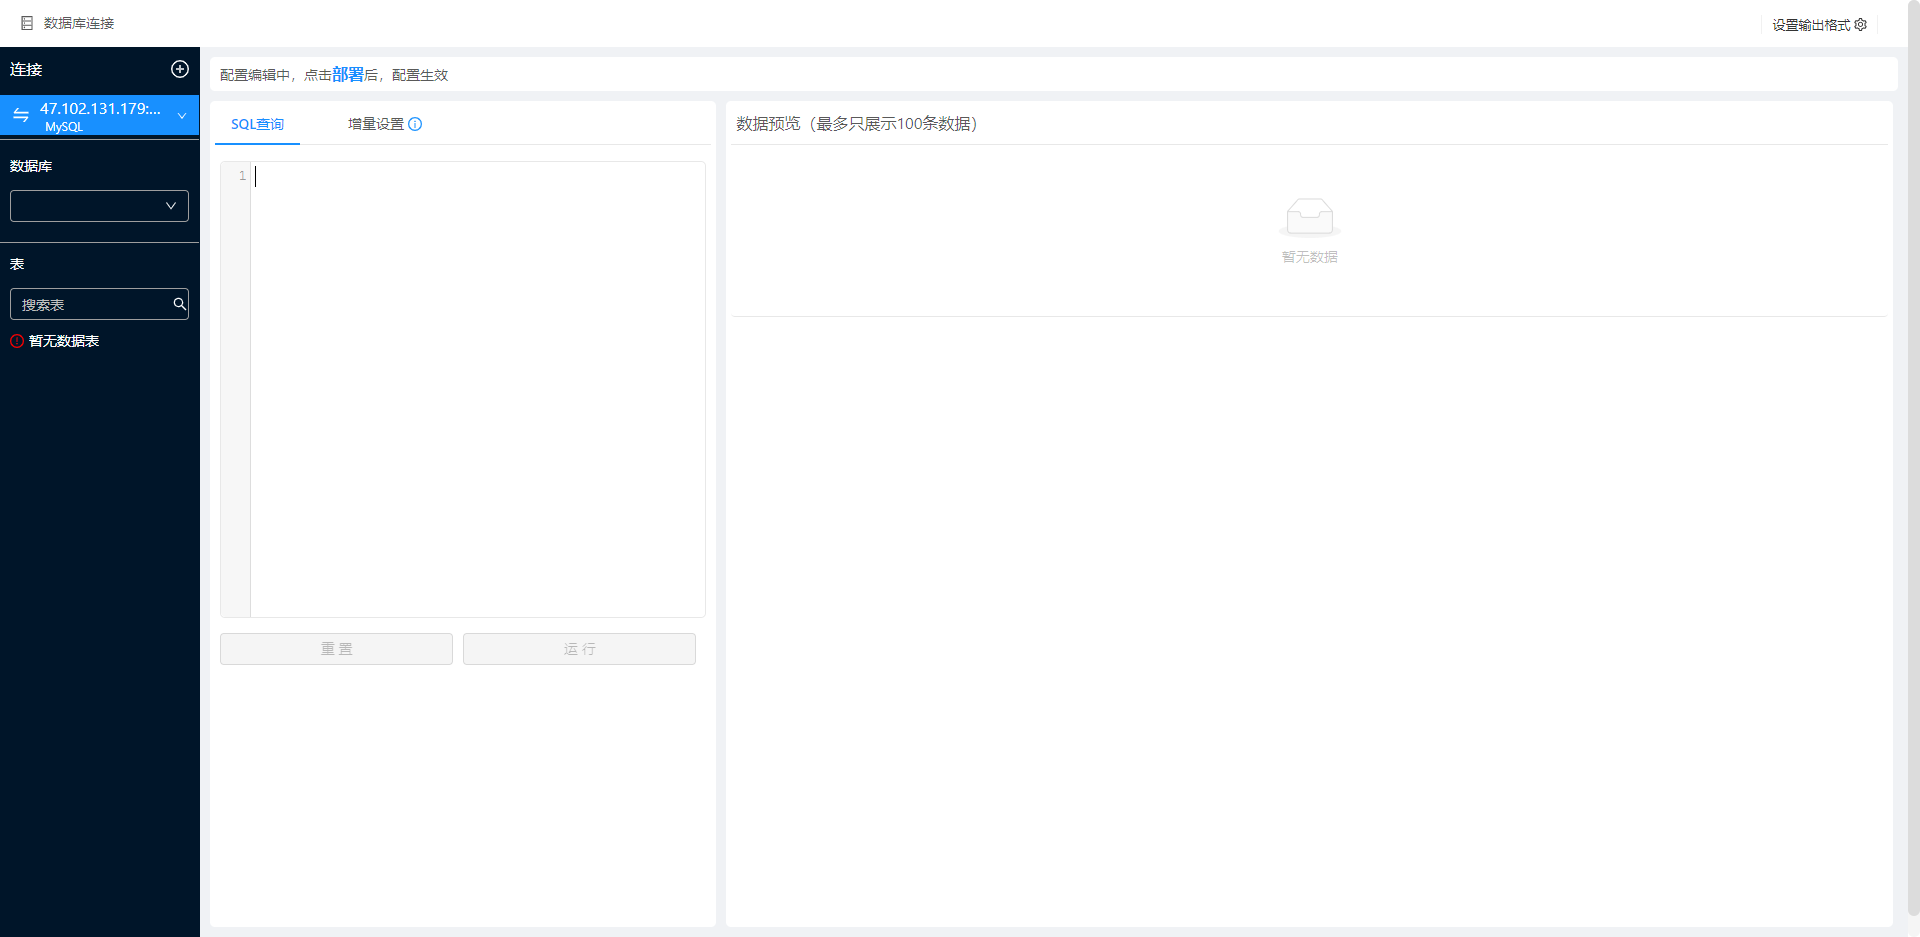 数据库连接
设置输出格式
连接
47.102.131.179:...
MySQL
数据库
表
搜索表
暂无数据表
配置编辑中，点击部署后，配置生效
SQL查询
增量设置
1
重 置
运 行
数据预览（最多只展示100条数据）
暂无数据